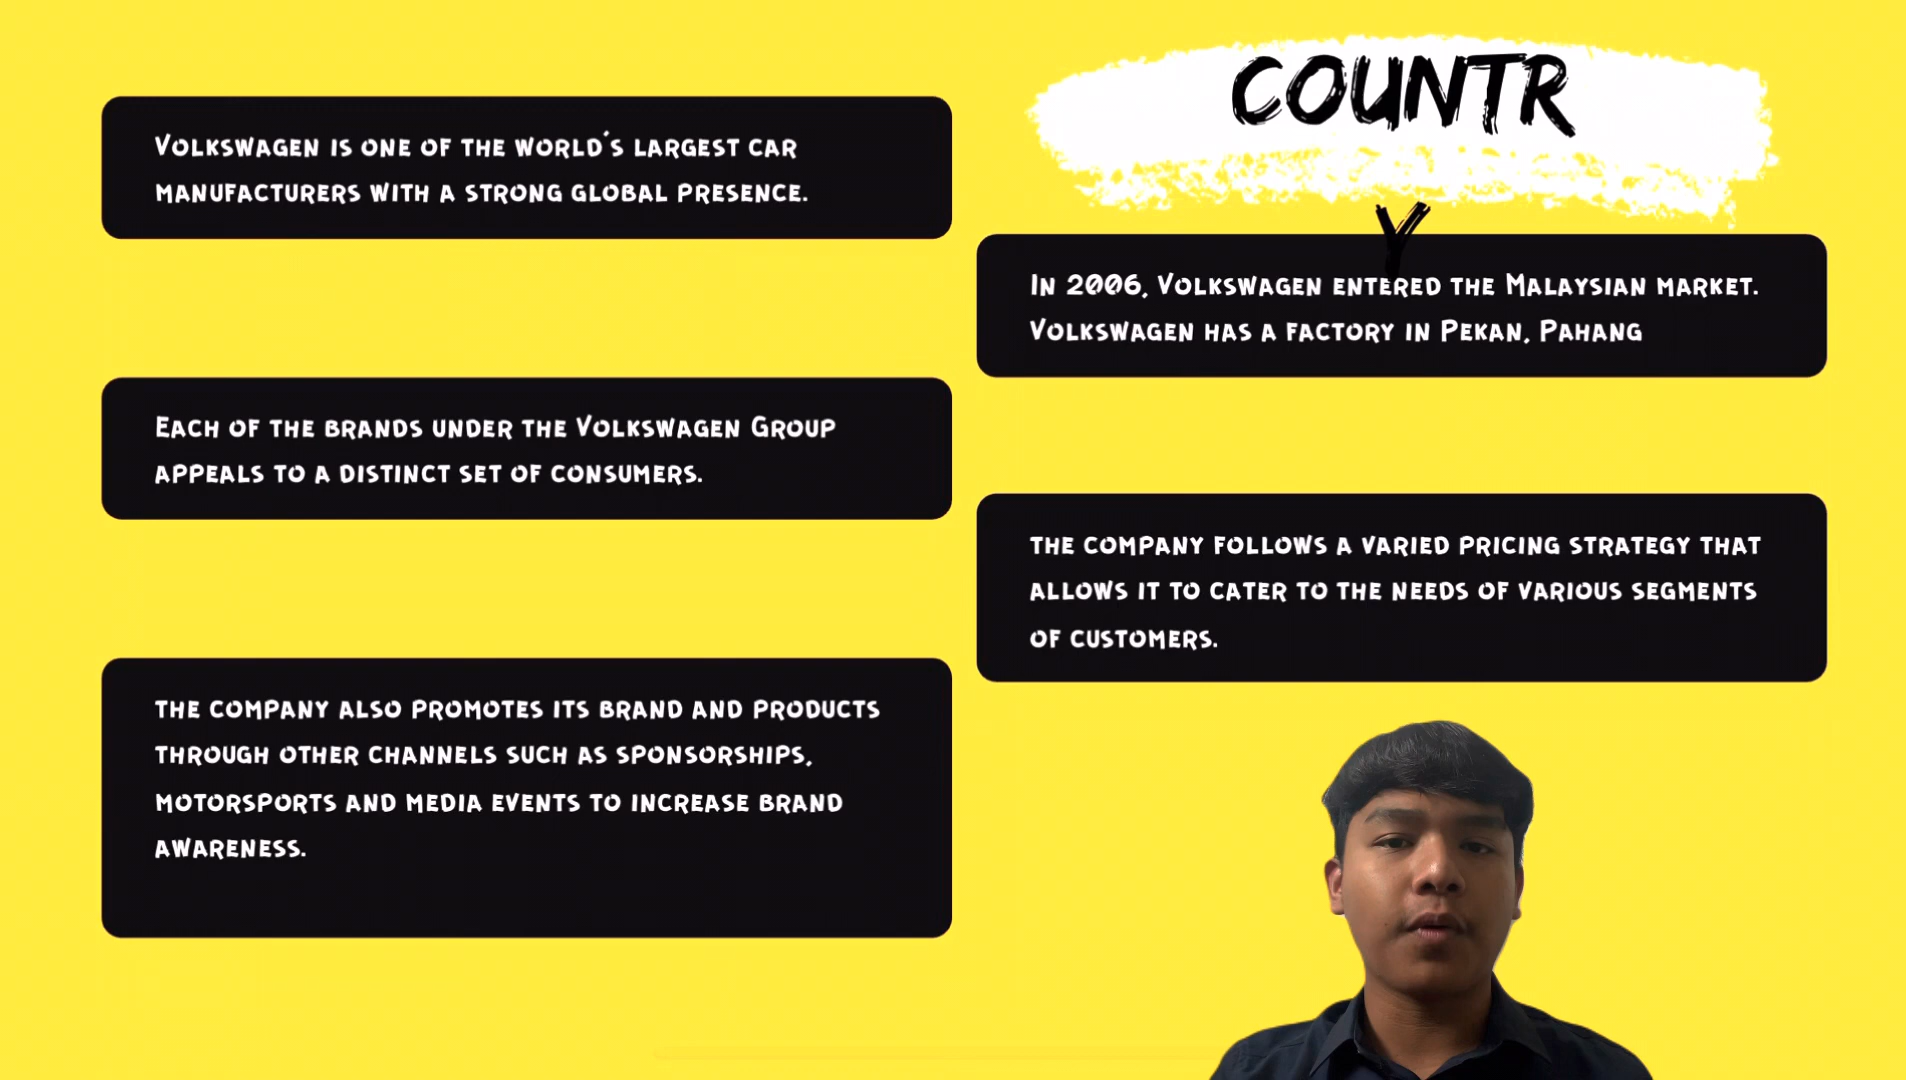 COUNTR
Y
Volkswagen is one of the world's largest car
manufacturers with a strong global presence.
Each of the brands under the Volkswagen Group
appeals to a distinct set of consumers.
the company also promotes its brand and products
through other channels such as sponsorships,
motorsports and media events to increase brand
awareness.
In 2006, Volkswagen entered the Malaysian market.
Volkswagen has a factory in Pekan, Pahang
the company follows a varied pricing strategy that
allows it to cater to the needs of various segments
of customers.